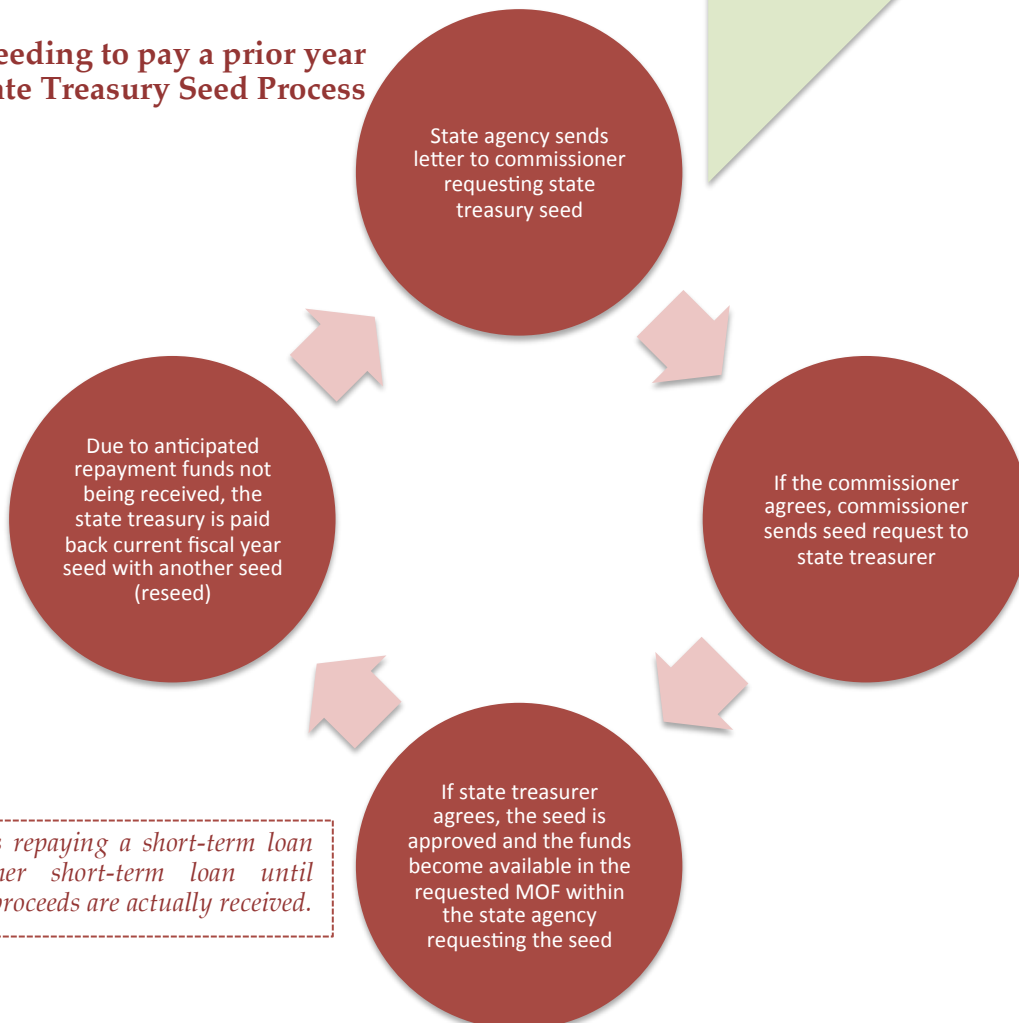 eeding to pay a prior year
ate Treasury Seed Process
State agency sends
letter to commissioner
requesting state
treasury seed
If the commissioner
agrees, commissioner
sends seed request to
state treasurer
If state treasurer
agrees, the seed is
approved and the funds
become available in the
requested MOF within
the state agency
requesting the seed
Due to anticipated
repayment funds not
being received, the
state treasury is paid
back current fiscal year
seed with another seed
(reseed)
repaying a short-term loan
her short-term loan until
proceeds are actually received.